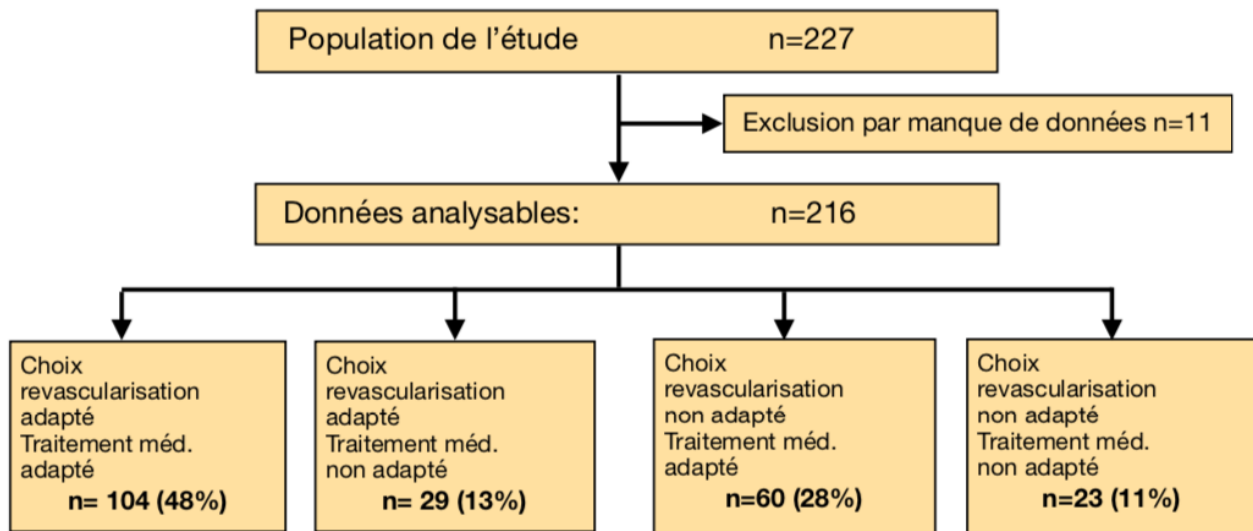 Population de l'étude n=227
Exclusion par manque de données n=11
Données analysables: n=216
Choix
revascularisation
adapté
Traitement méd.
adapté
n= 104 (48%)
Choix
revascularisation
adapté
Traitement méd.
non adapté
n= 29 (13%)
Choix
revascularisation
non adapté
Traitement méd.
adapté
n=60 (28%)
Choix
revascularisation
non adapté
Traitement méd.
non adapté
n=23 (11%)